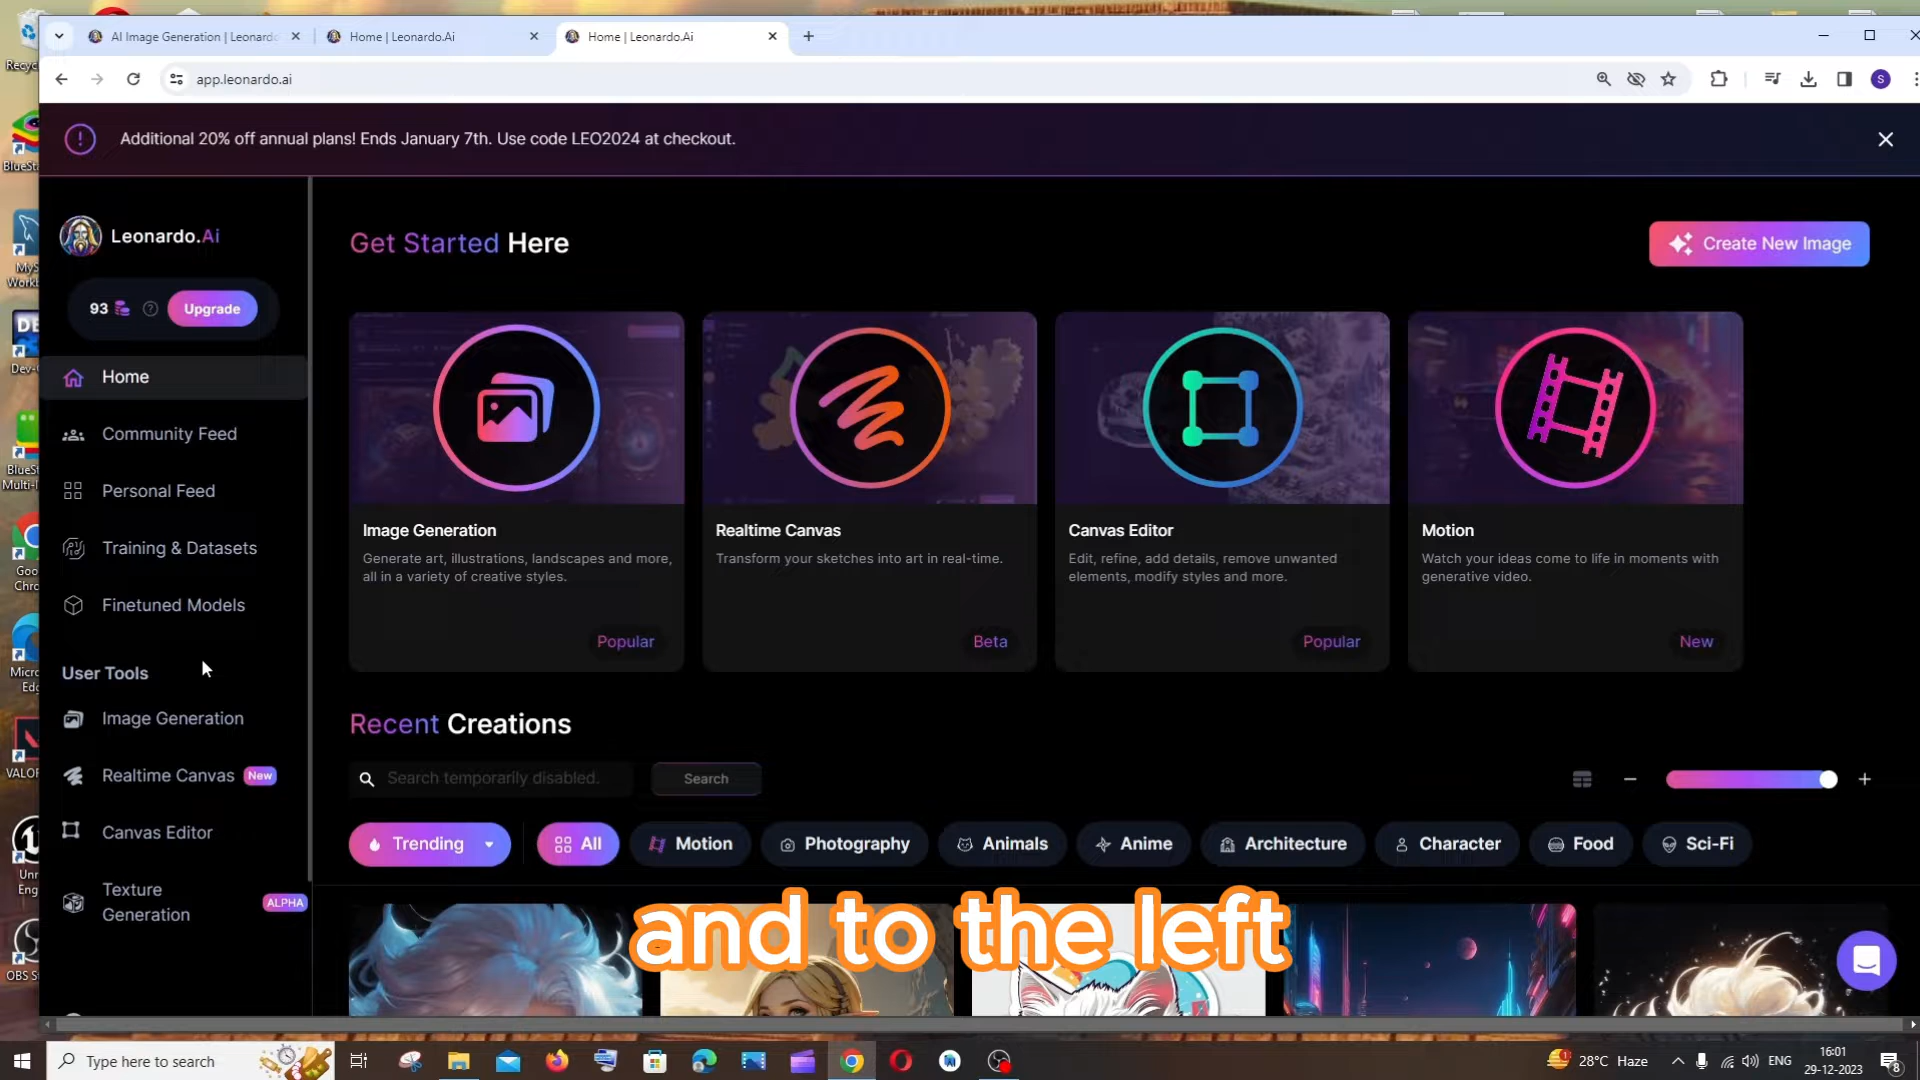 AI Image Generation | Leonardo
Home | Leonardo.Ai
Home | Leonardo.Ai
app.leonardo.ai
S
Additional 20% off annual plans! Ends January 7th. Use code LEO2024 at checkout.
Leonardo.Ai
93
Upgrade
Home
Community Feed
Personal Feed
Training & Datasets
Finetuned Models
User Tools
Image Generation
Realtime Canvas New
Canvas Editor
Texture
Generation
ALPHA
Get Started Here
Create New Image
Image Generation
Generate art, illustrations, landscapes and more,
all in a variety of creative styles.
Popular
Realtime Canvas
Transform your sketches into art in real-time.
Beta
Canvas Editor
Edit, refine, add details, remove unwanted
elements, modify styles and more.
Popular
Motion
Watch your ideas come to life in moments with
generative video.
New
Recent Creations
Search temporarily disabled.
Search
Trending
All
Motion
Photography
Animals
Anime
Architecture
Character
Food
Sci-Fi
and to the left
Type here to search
28°C Haze
ENG
16:01
29-12-2023
8